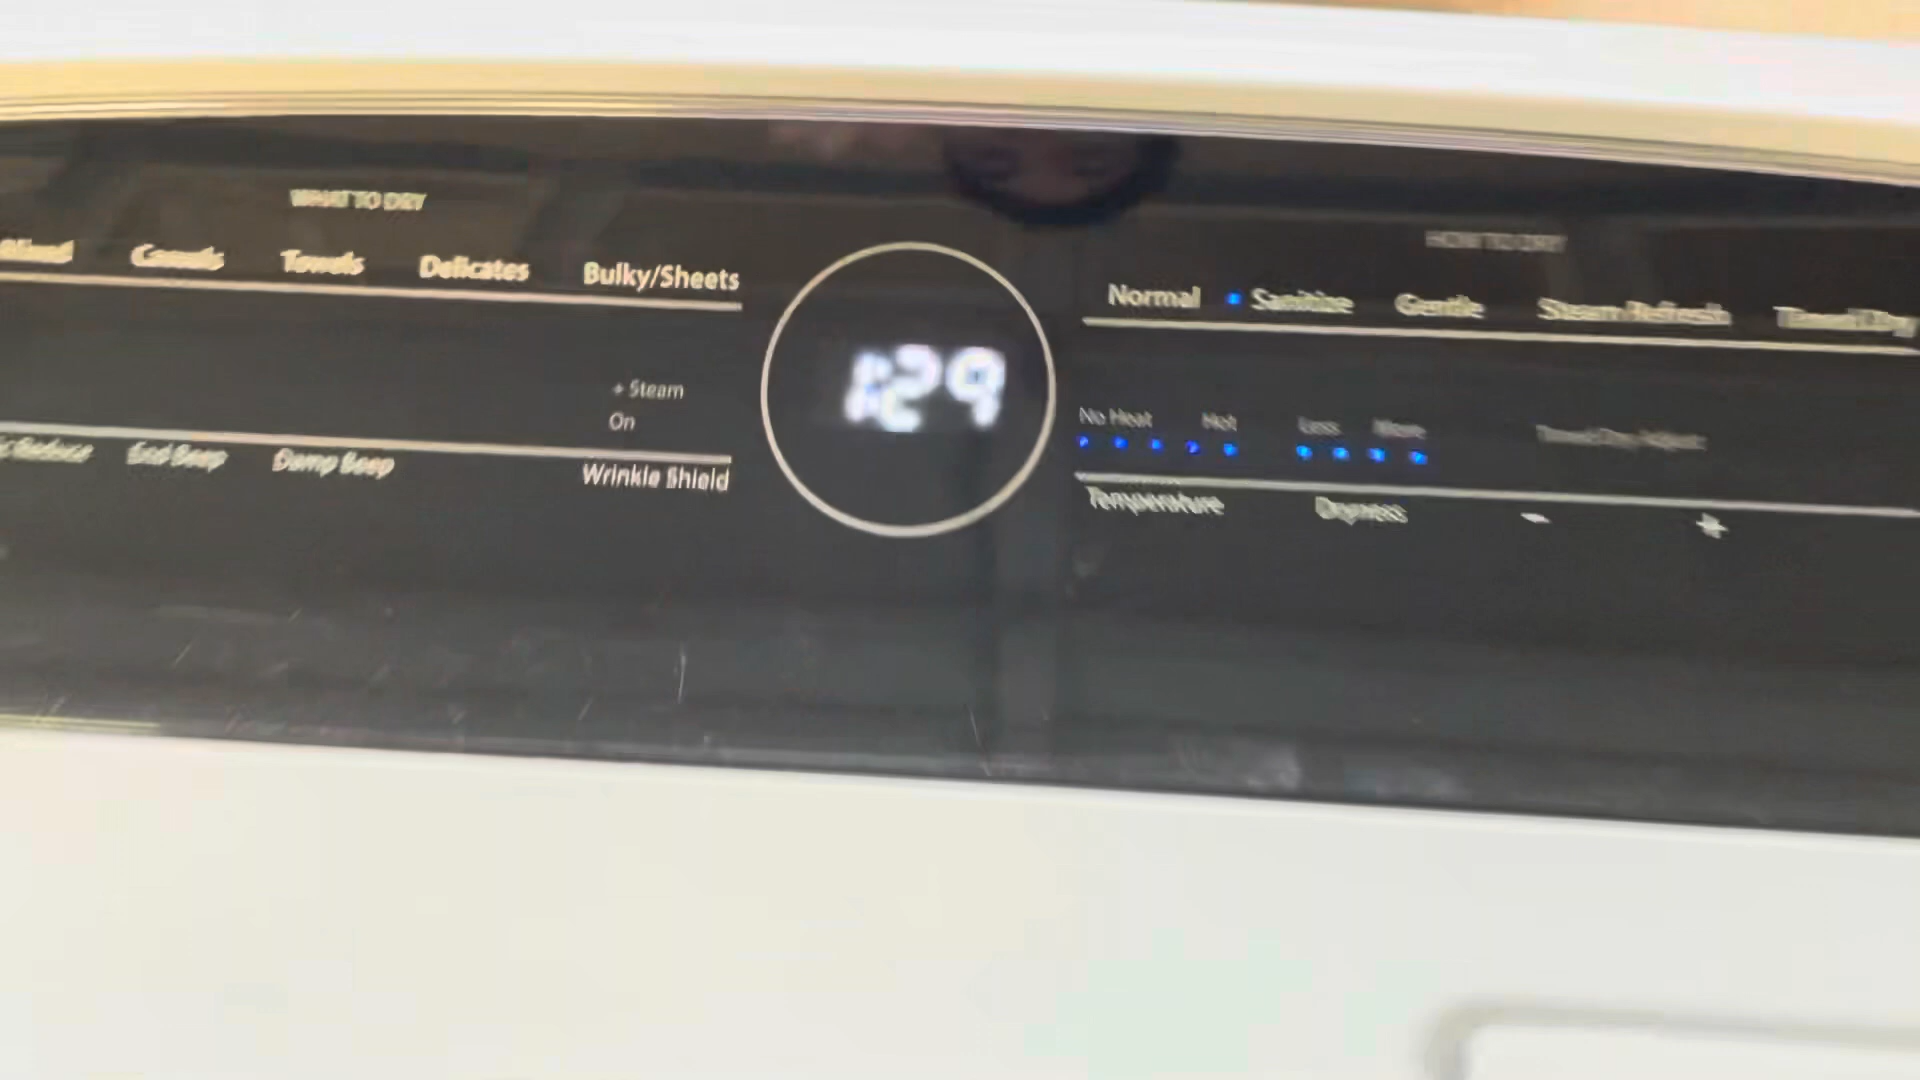 WHAT TO DRY
HOW TO DRY
Mixed Casuals Towels Delicates Bulky/Sheets
Normal Sanitize Gentle Steam Refresh Timed Dry
1:29
+ Steam
On
No Heat Hot Less More Timed Dry Adjust
Reduce End Beep Damp Beep Wrinkle Shield
Temperature Dryness - +